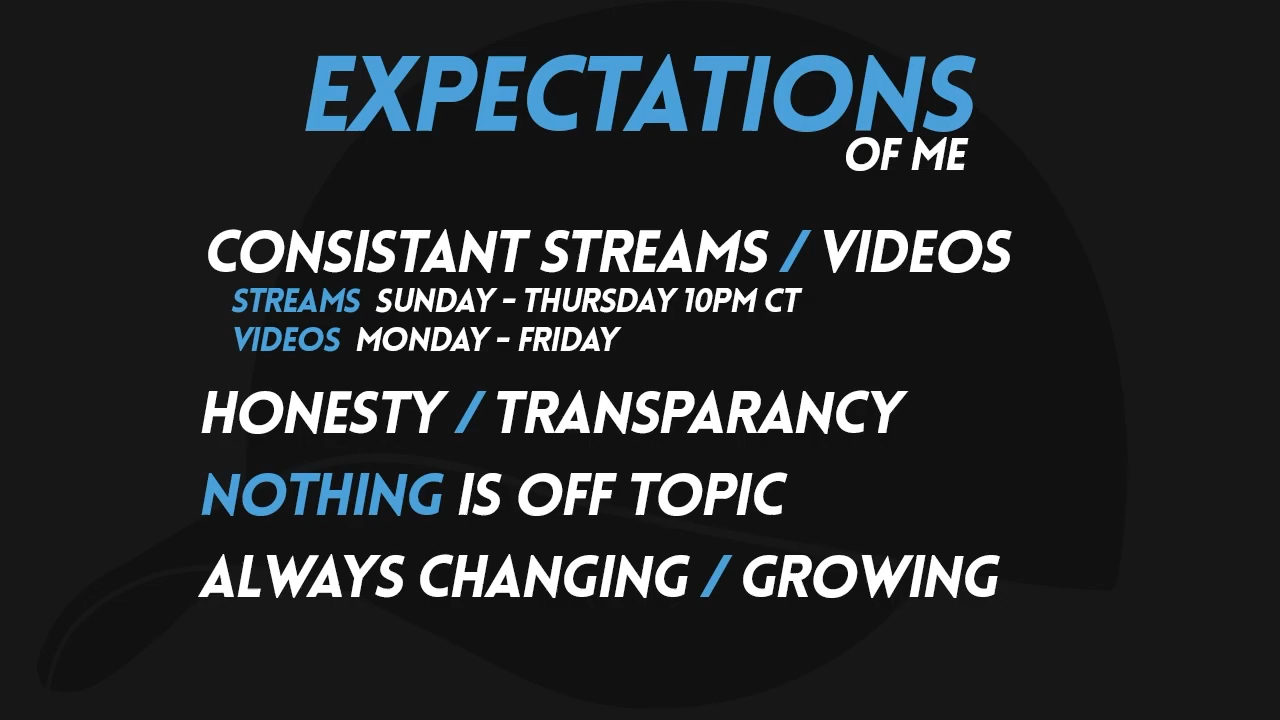 EXPECTATIONS
OF ME
CONSISTANT STREAMS / VIDEOS
STREAMS SUNDAY - THURSDAY 10PM CT
VIDEOS MONDAY - FRIDAY
HONESTY / TRANSPARANCY
NOTHING IS OFF TOPIC
ALWAYS CHANGING / GROWING